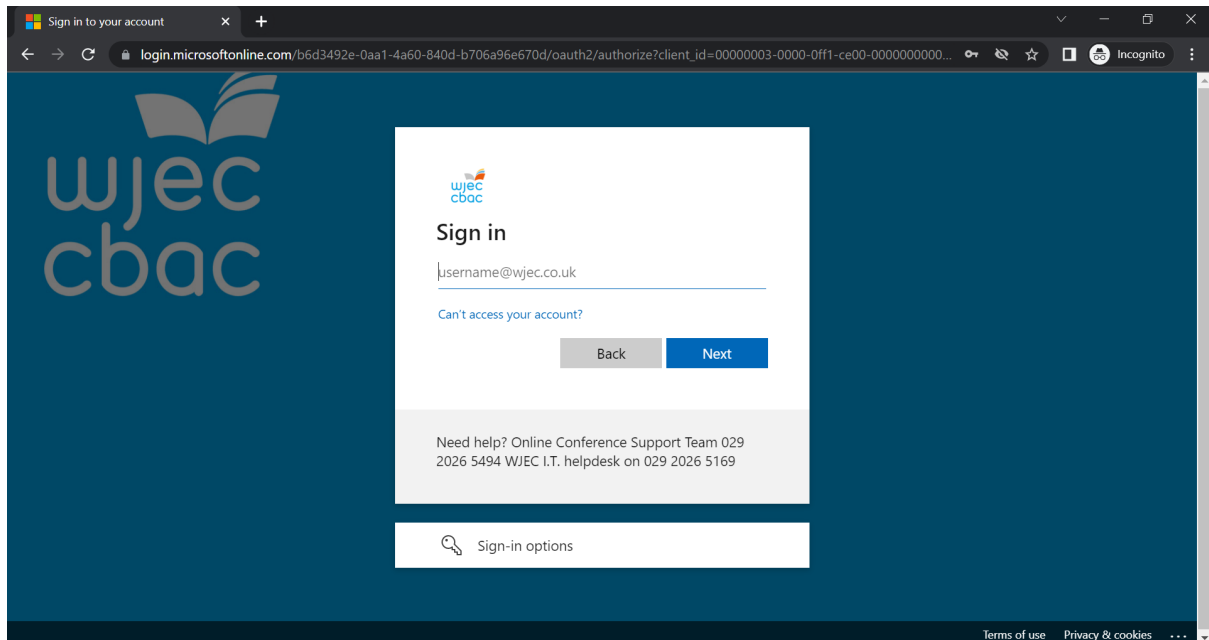 Sign in to your account
login.microsoftonline.com/b6d3492e-0aa1-4a60-840d-b706a96e670d/oauth2/authorize?client_id=00000003-0000-0ff1-ce00-0000000000...
Incognito
wjec
cbac
wjec
cbac
Sign in
username@wjec.co.uk
Can't access your account?
Back
Next
Need help? Online Conference Support Team 029
2026 5494 WJEC I.T. helpdesk on 029 2026 5169
Sign-in options
Terms of use
Privacy & cookies
...